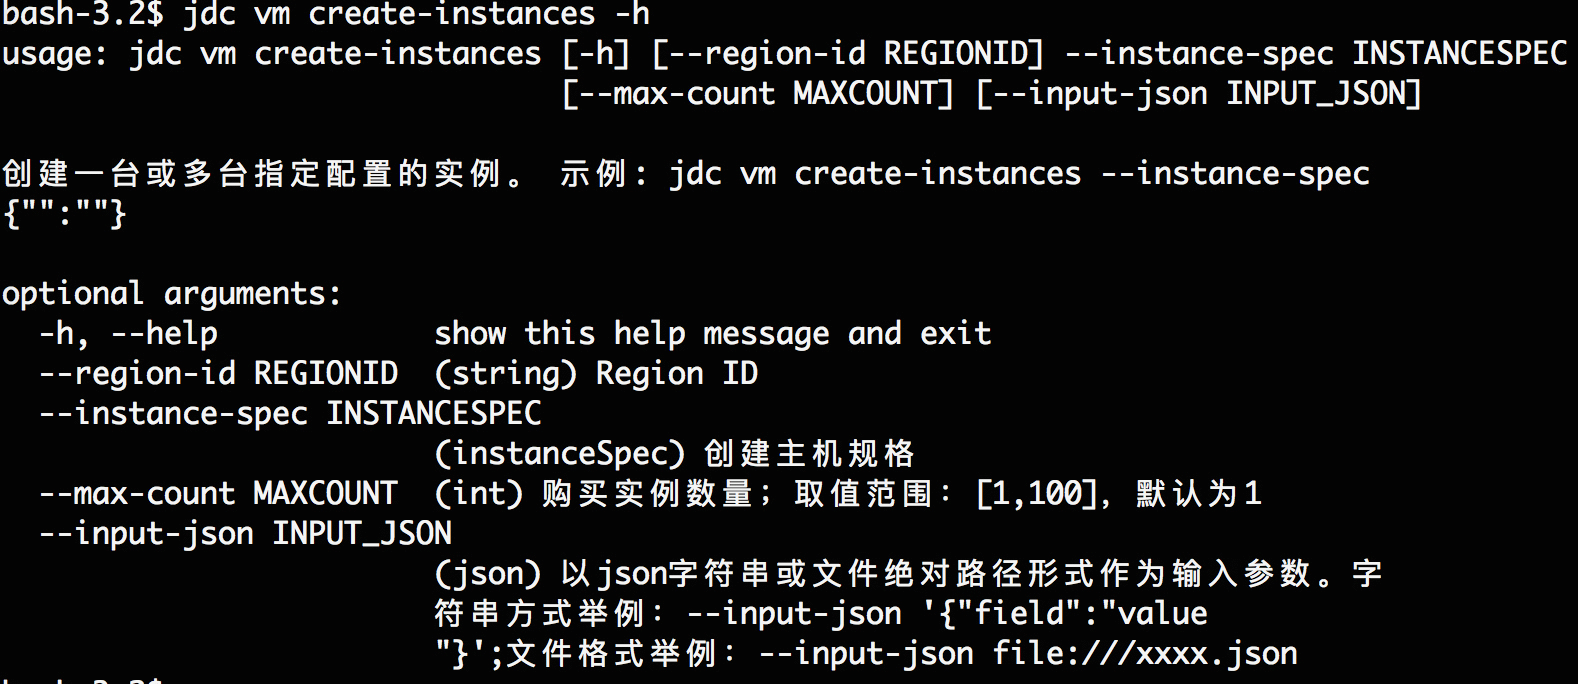 bash-3.2$ jdc vm create-instances -h
usage: jdc vm create-instances [-h] [--region-id REGIONID] --instance-spec INSTANCESPEC
[--max-count MAXCOUNT] [--input-json INPUT_JSON]
创建一台或多台指定配置的实例。 示例: jdc vm create-instances --instance-spec
{"":""}
optional arguments:
-h, --help show this help message and exit
--region-id REGIONID (string) Region ID
--instance-spec INSTANCESPEC
(instanceSpec) 创建主机规格
--max-count MAXCOUNT (int) 购买实例数量；取值范围：[1,100]，默认为1
--input-json INPUT_JSON
(json) 以json字符串或文件绝对路径形式作为输入参数。字
符串方式举例：--input-json '{"field":"value
"}';文件格式举例：--input-json file:///xxxx.json
bash-3.2$